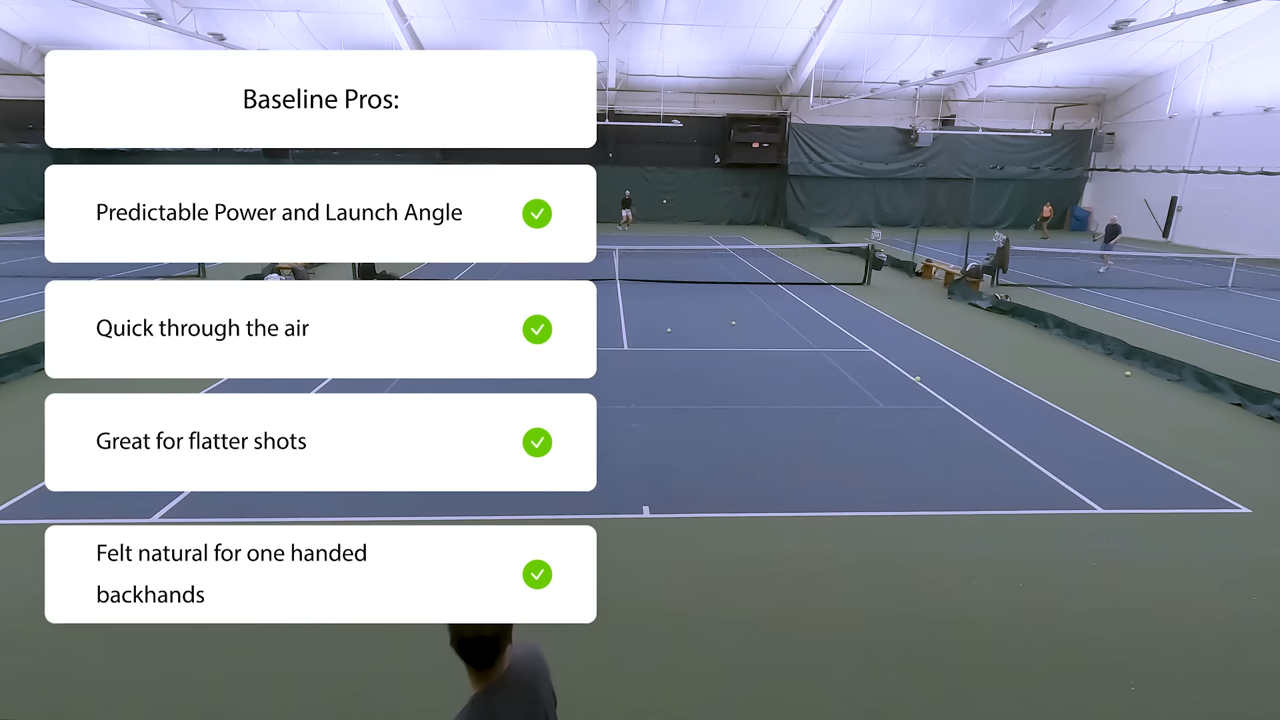 Baseline Pros:
Predictable Power and Launch Angle
Quick through the air
Great for flatter shots
Felt natural for one handed
backhands